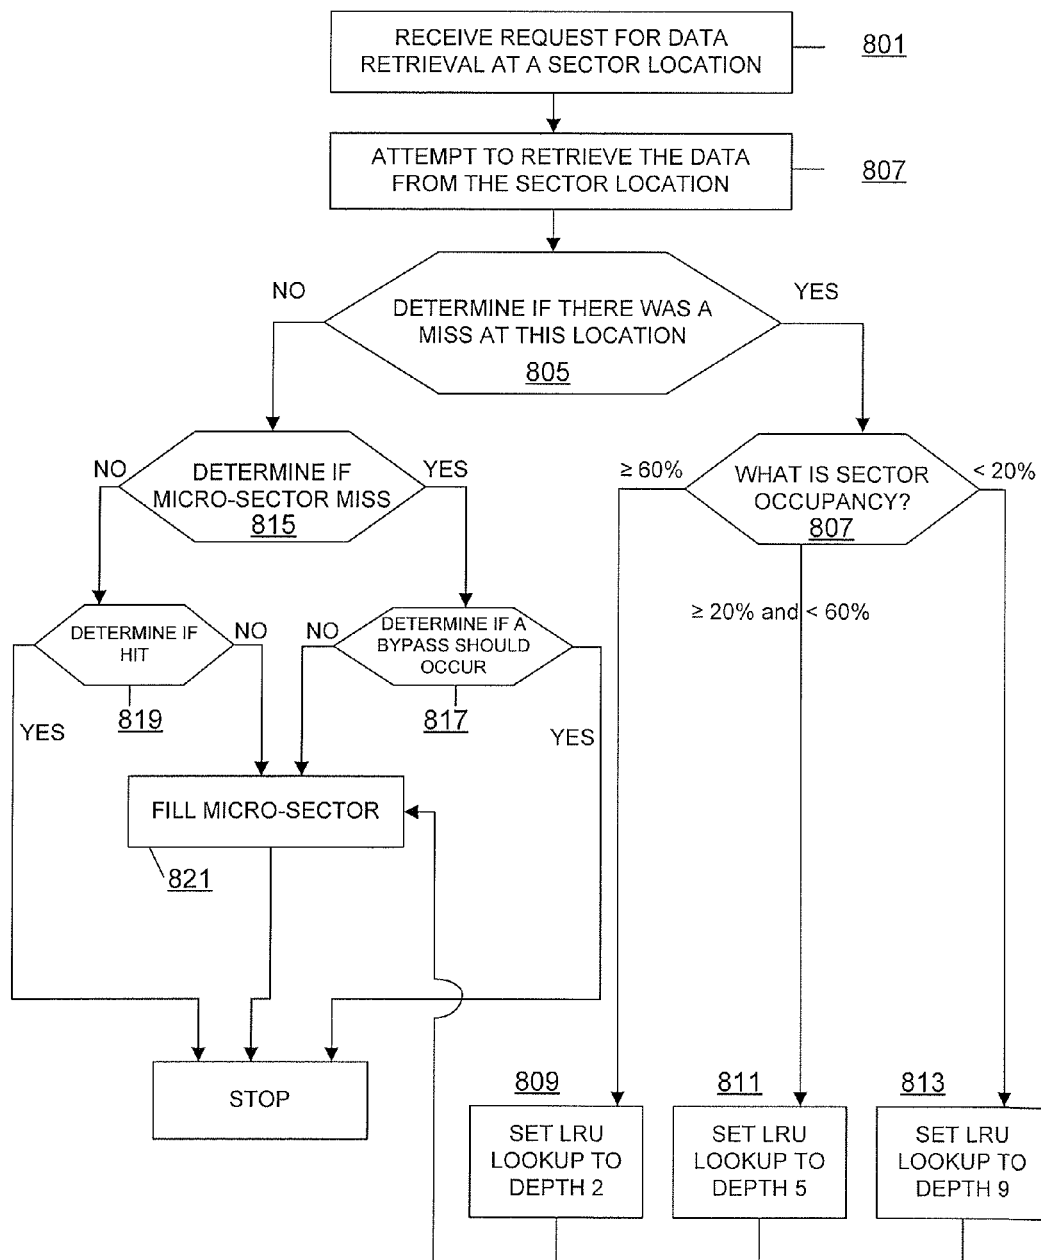 RECEIVE REQUEST FOR DATA
RETRIEVAL AT A SECTOR LOCATION
801
ATTEMPT TO RETRIEVE THE DATA
FROM THE SECTOR LOCATION
807
NO
YES
DETERMINE IF THERE WAS A
MISS AT THIS LOCATION
805
NO
YES
DETERMINE IF
MICRO-SECTOR MISS
815
≥ 60%
< 20%
WHAT IS SECTOR
OCCUPANCY?
807
≥ 20% and < 60%
DETERMINE IF
HIT
NO
819
YES
NO
DETERMINE IF A
BYPASS SHOULD
OCCUR
817
YES
FILL MICRO-SECTOR
821
STOP
809
SET LRU
LOOKUP TO
DEPTH 2
811
SET LRU
LOOKUP TO
DEPTH 5
813
SET LRU
LOOKUP TO
DEPTH 9